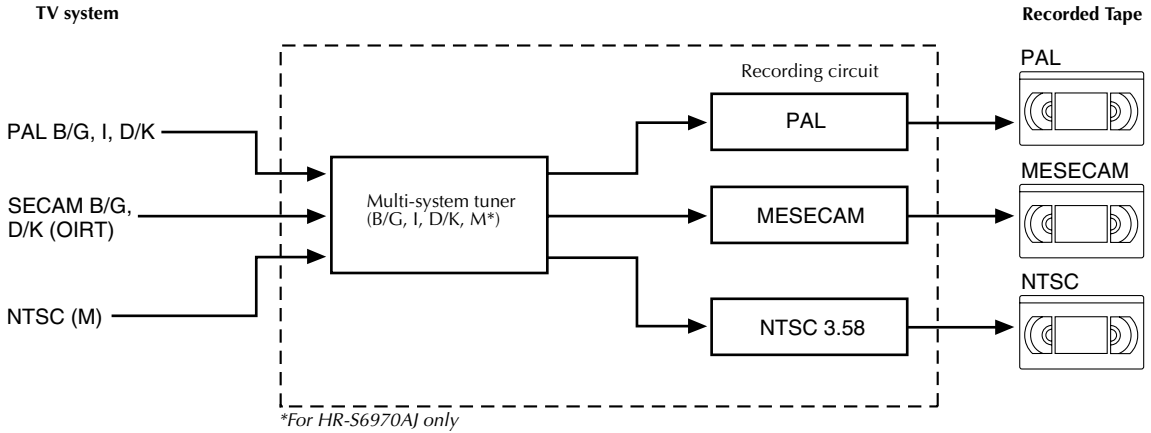 TV system
Recorded Tape
PAL
Recording circuit
PAL B/G, I, D/K
PAL
Multi-system tuner
(B/G, I, D/K, M*)
MESECAM
SECAM B/G,
D/K (OIRT)
MESECAM
NTSC
NTSC (M)
NTSC 3.58
*For HR-S6970AJ only